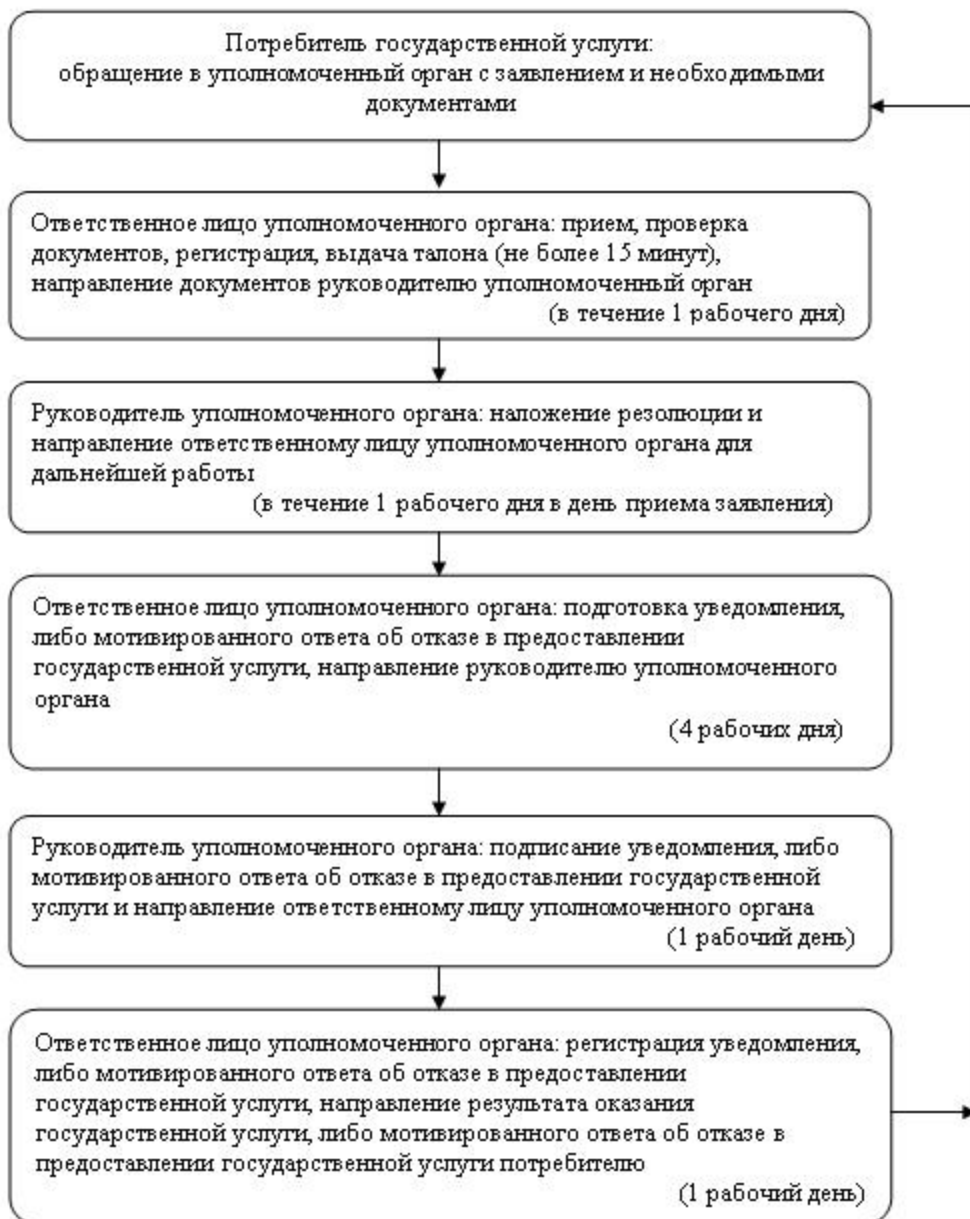 Потребитель государственной услуги:
обращение в уполномоченный орган с заявлением и необходимыми
документами
Ответственное лицо уполномоченного органа: прием, проверка
документов, регистрация, выдача талона (не более 15 минут),
направление документов руководителю уполномоченный орган
(в течение 1 рабочего дня)
Руководитель уполномоченного органа: наложение резолюции и
направление ответственному лицу уполномоченного органа для
дальнейшей работы
(в течение 1 рабочего дня в день приема заявления)
Ответственное лицо уполномоченного органа: подготовка уведомления,
либо мотивированного ответа об отказе в предоставлении
государственной услуги, направление руководителю уполномоченного
органа
(4 рабочих дня)
Руководитель уполномоченного органа: подписание уведомления, либо
мотивированного ответа об отказе в предоставлении государственной
услуги и направление ответственному лицу уполномоченного органа
(1 рабочий день)
Ответственное лицо уполномоченного органа: регистрация уведомления,
либо мотивированного ответа об отказе в предоставлении
государственной услуги, направление результата оказания
государственной услуги, либо мотивированного ответа об отказе в
предоставлении государственной услуги потребителю
(1 рабочий день)